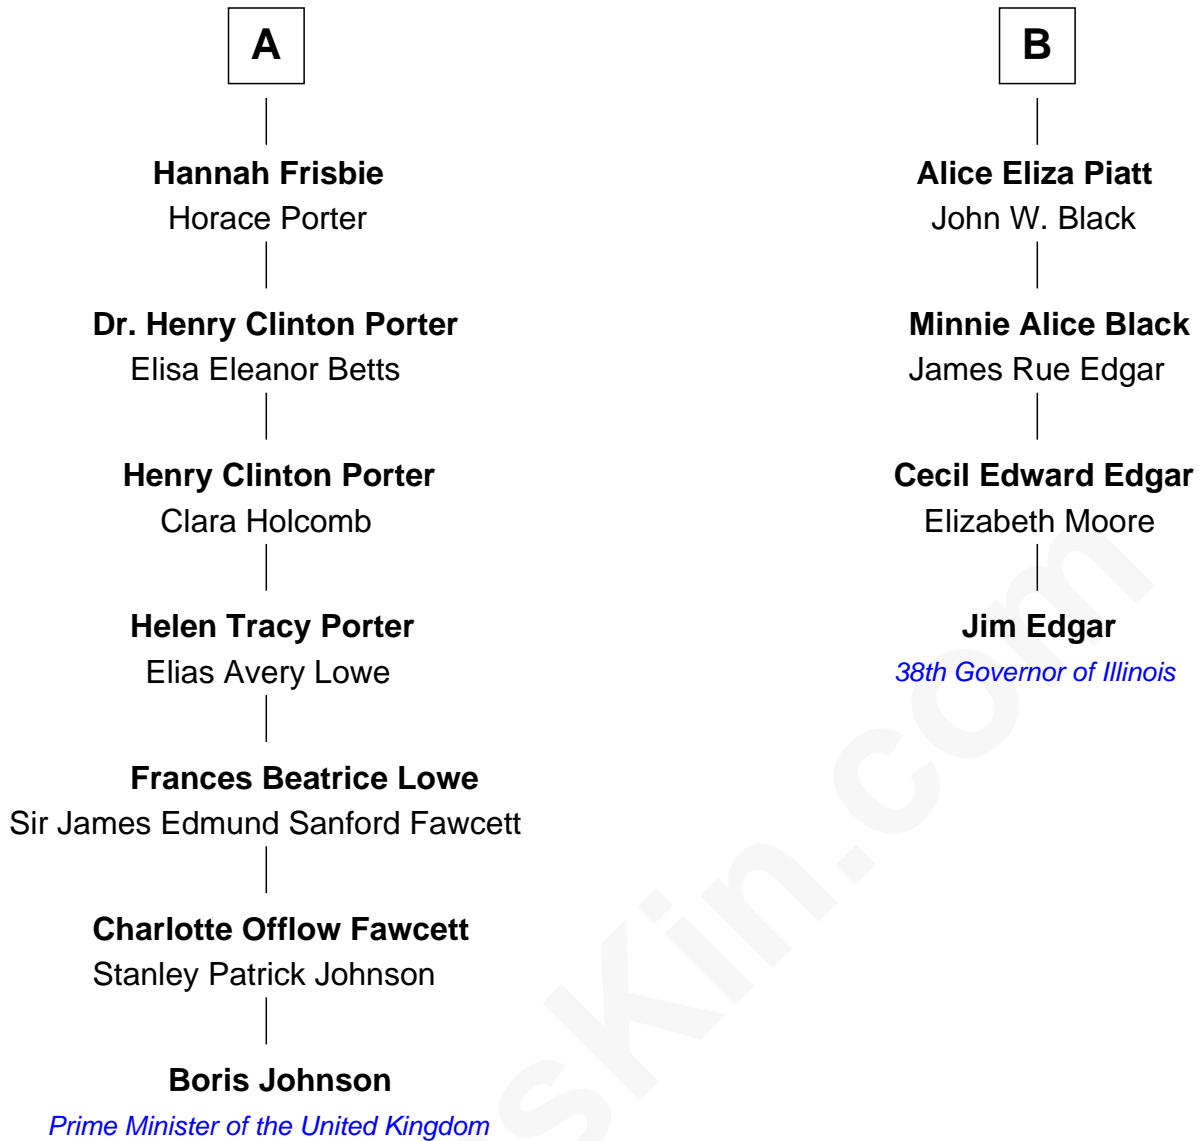 A
Hannah Frisbie
Horace Porter
Dr. Henry Clinton Porter
Elisa Eleanor Betts
Henry Clinton Porter
Clara Holcomb
Helen Tracy Porter
Elias Avery Lowe
Frances Beatrice Lowe
Sir James Edmund Sanford Fawcett
Charlotte Offlow Fawcett
Stanley Patrick Johnson
Boris Johnson
Prime Minister of the United Kingdom
B
Alice Eliza Piatt
John W. Black
Minnie Alice Black
James Rue Edgar
Cecil Edward Edgar
Elizabeth Moore
Jim Edgar
38th Governor of Illinois
sKin.com